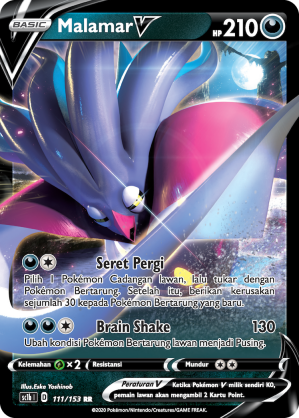 BASIC Malamar V HP 210
Seret Pergi
Pilih 1 Pokémon Cadangan lawan, lalu tukar dengan
Pokémon Bertarung. Setelah itu, berikan kerusakan
sejumlah 30 kepada Pokémon Bertarung yang baru.
Brain Shake 130
Ubah kondisi Pokémon Bertarung lawan menjadi Pusing.
Kelemahan ×2 Resistansi -- Mundur
Illus.Eske Yoshinob
sc1b I D 111/153 RR
Peraturan V Ketika Pokémon V milik sendiri KO,
pemain lawan akan mengambil 2 Kartu Point.
©2020 Pokémon/Nintendo/Creatures/GAME FREAK.